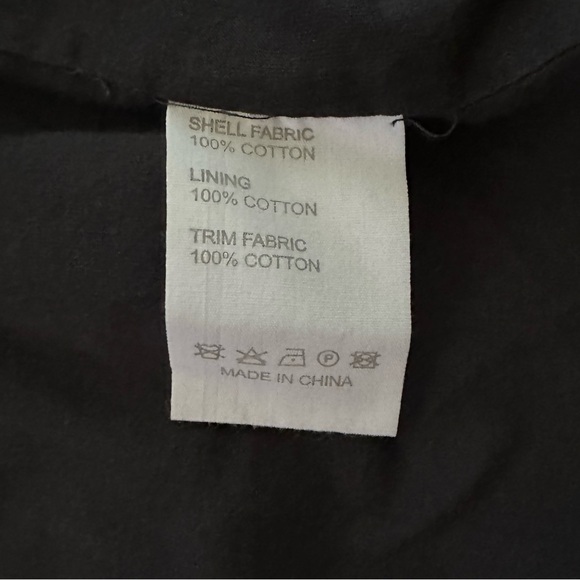 SHELL FABRIC
100% COTTON
LINING
100% COTTON
TRIM FABRIC
100% COTTON
P
MADE IN CHINA